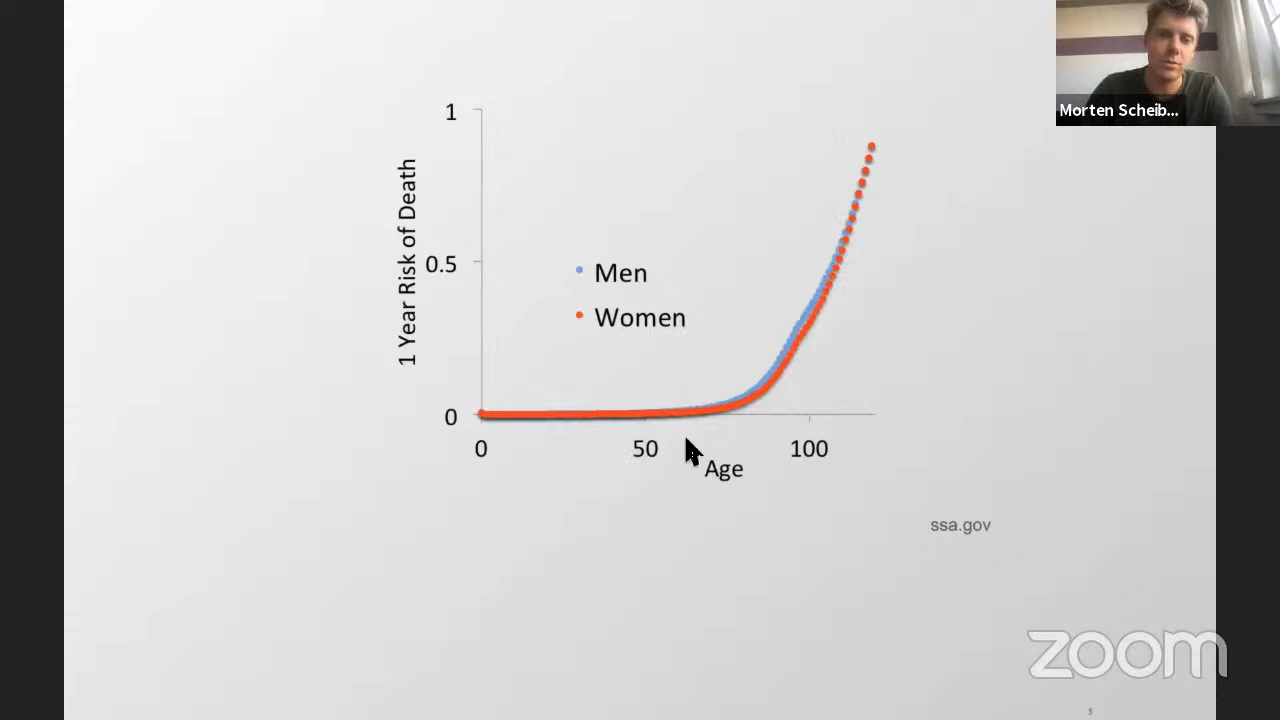 Morten Scheib...
1
1 Year Risk of Death
0.5
Men
Women
0
0
50
100
Age
ssa.gov
zoom
5